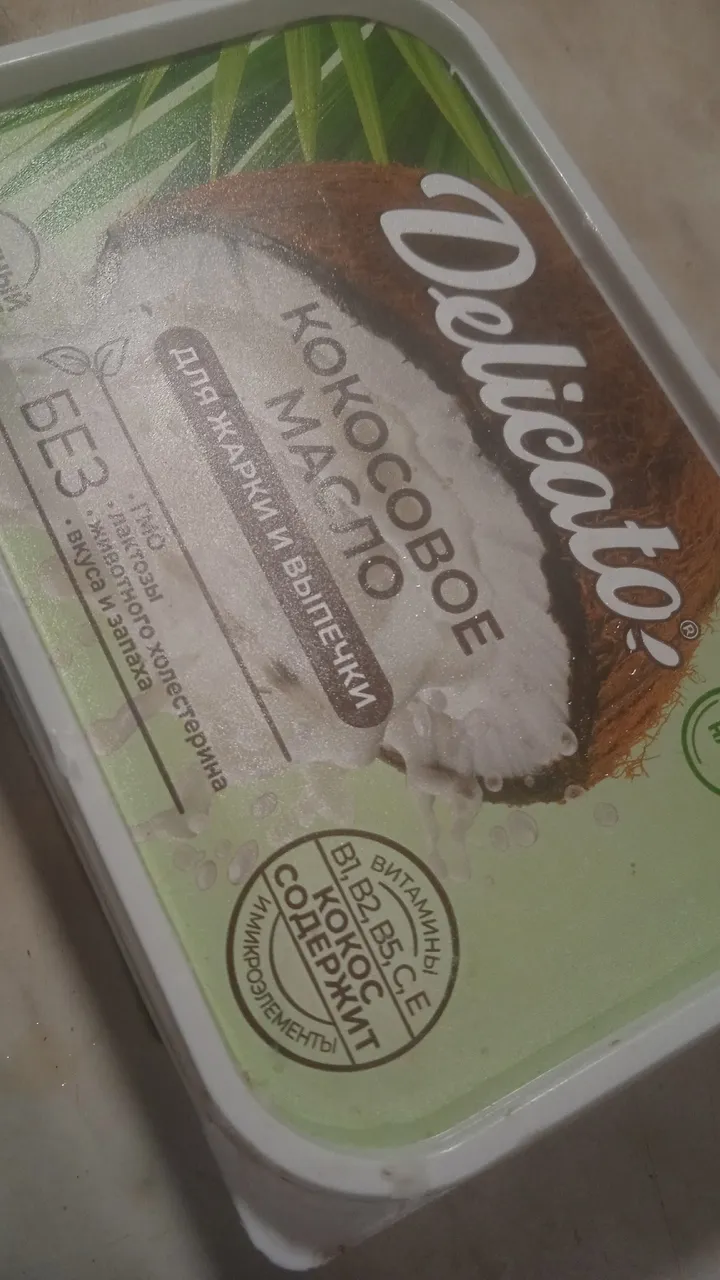 Delicato®
КОКОСОВОЕ
МАСЛО
ДЛЯ ЖАРКИ И ВЫПЕЧКИ
БЕЗ
· ГМО
· лактозы
· животного холестерина
· вкуса и запаха
ВИТАМИНЫ
B1, B2, B5, C, E
КОКОС
СОДЕРЖИТ
И МИКРОЭЛЕМЕНТЫ